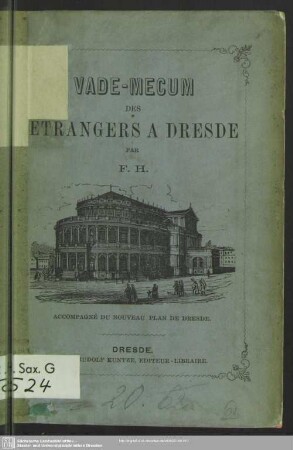 VADE-MECUM
DES
ETRANGERS A DRESDE
PAR
F. H.
ACCOMPAGNÉ DU NOUVEAU PLAN DE DRESDE.
DRESDE,
RUDOLF KUNTZE, EDITEUR-LIBRAIRE.
Sax. G
524
20.